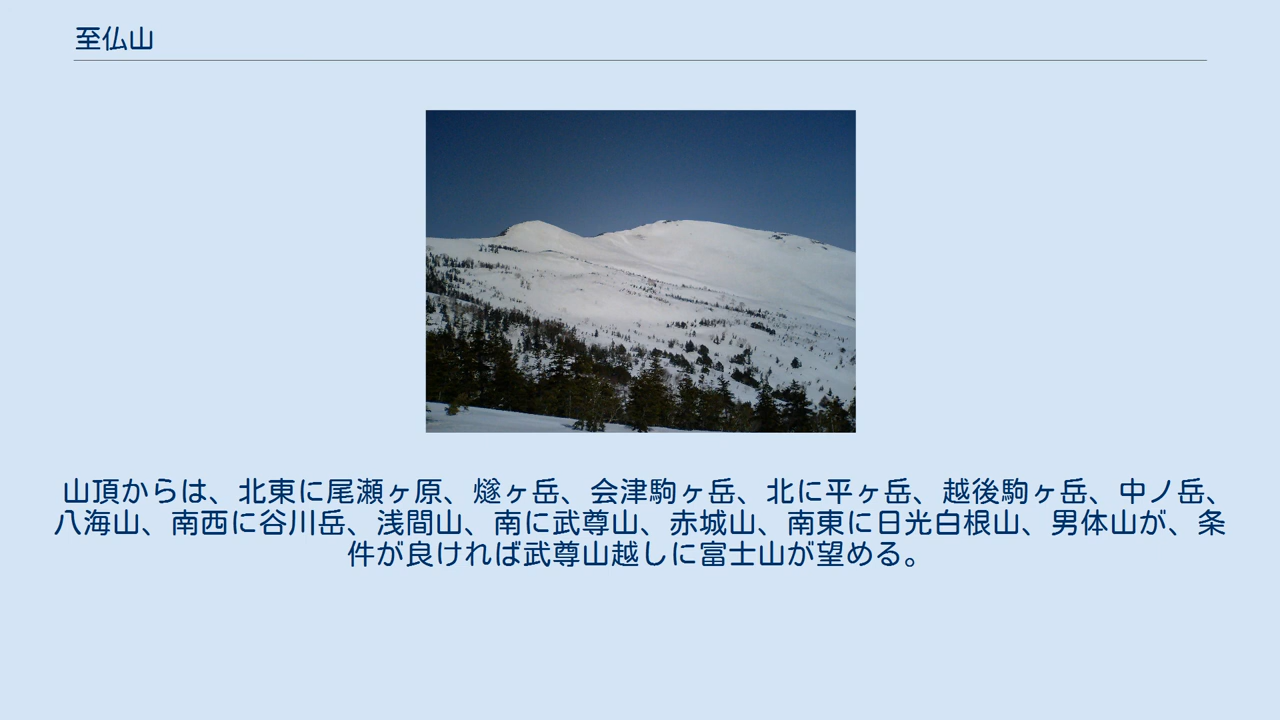 至仏山
山頂からは、北東に尾瀬ヶ原、燧ヶ岳、会津駒ヶ岳、北に平ヶ岳、越後駒ヶ岳、中ノ岳、
八海山、南西に谷川岳、浅間山、南に武尊山、赤城山、南東に日光白根山、男体山が、条
件が良ければ武尊山越しに富士山が望める。